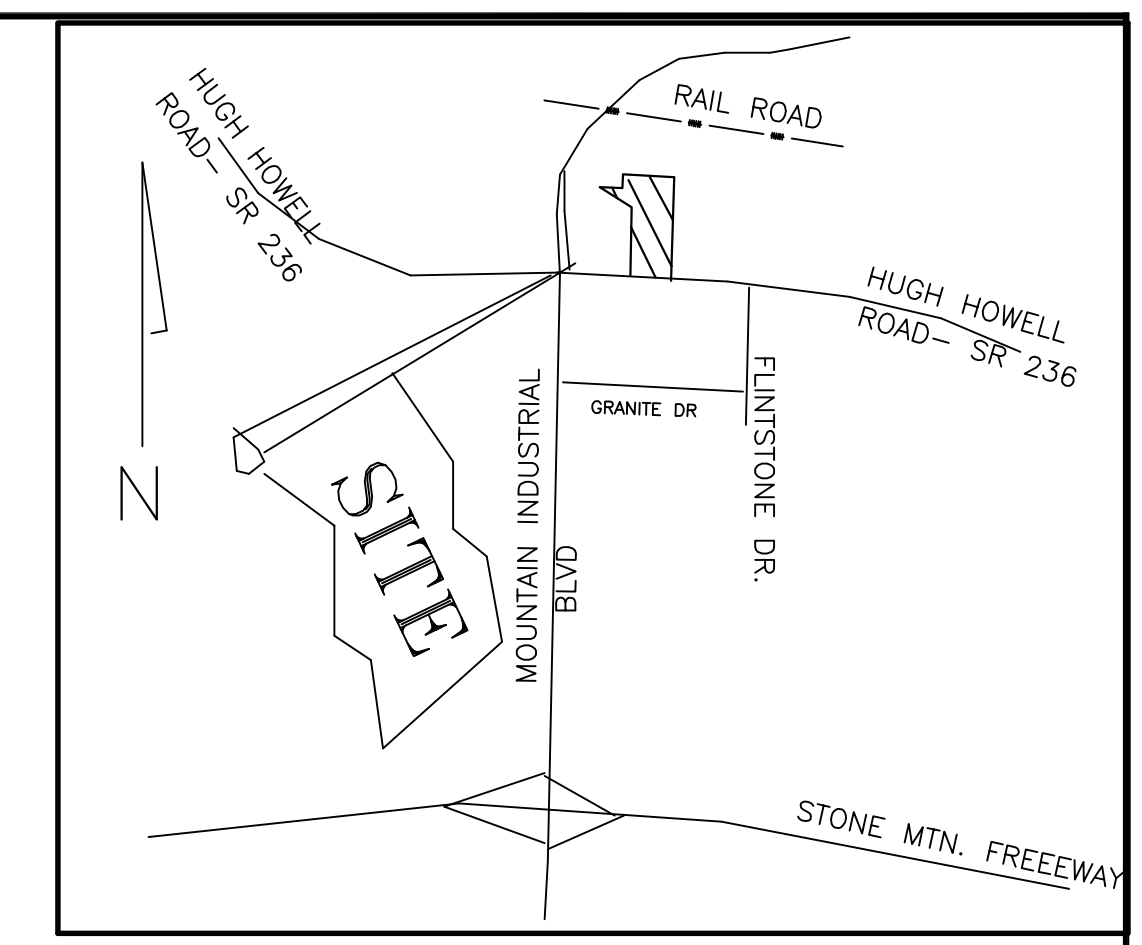 HUGH HOWELL
ROAD- SR 236
RAIL ROAD
HUGH HOWELL
ROAD- SR 236
GRANITE DR
FLINTSTONE DR.
MOUNTAIN INDUSTRIAL
BLVD
SITE
N
STONE MTN. FREEEWAY